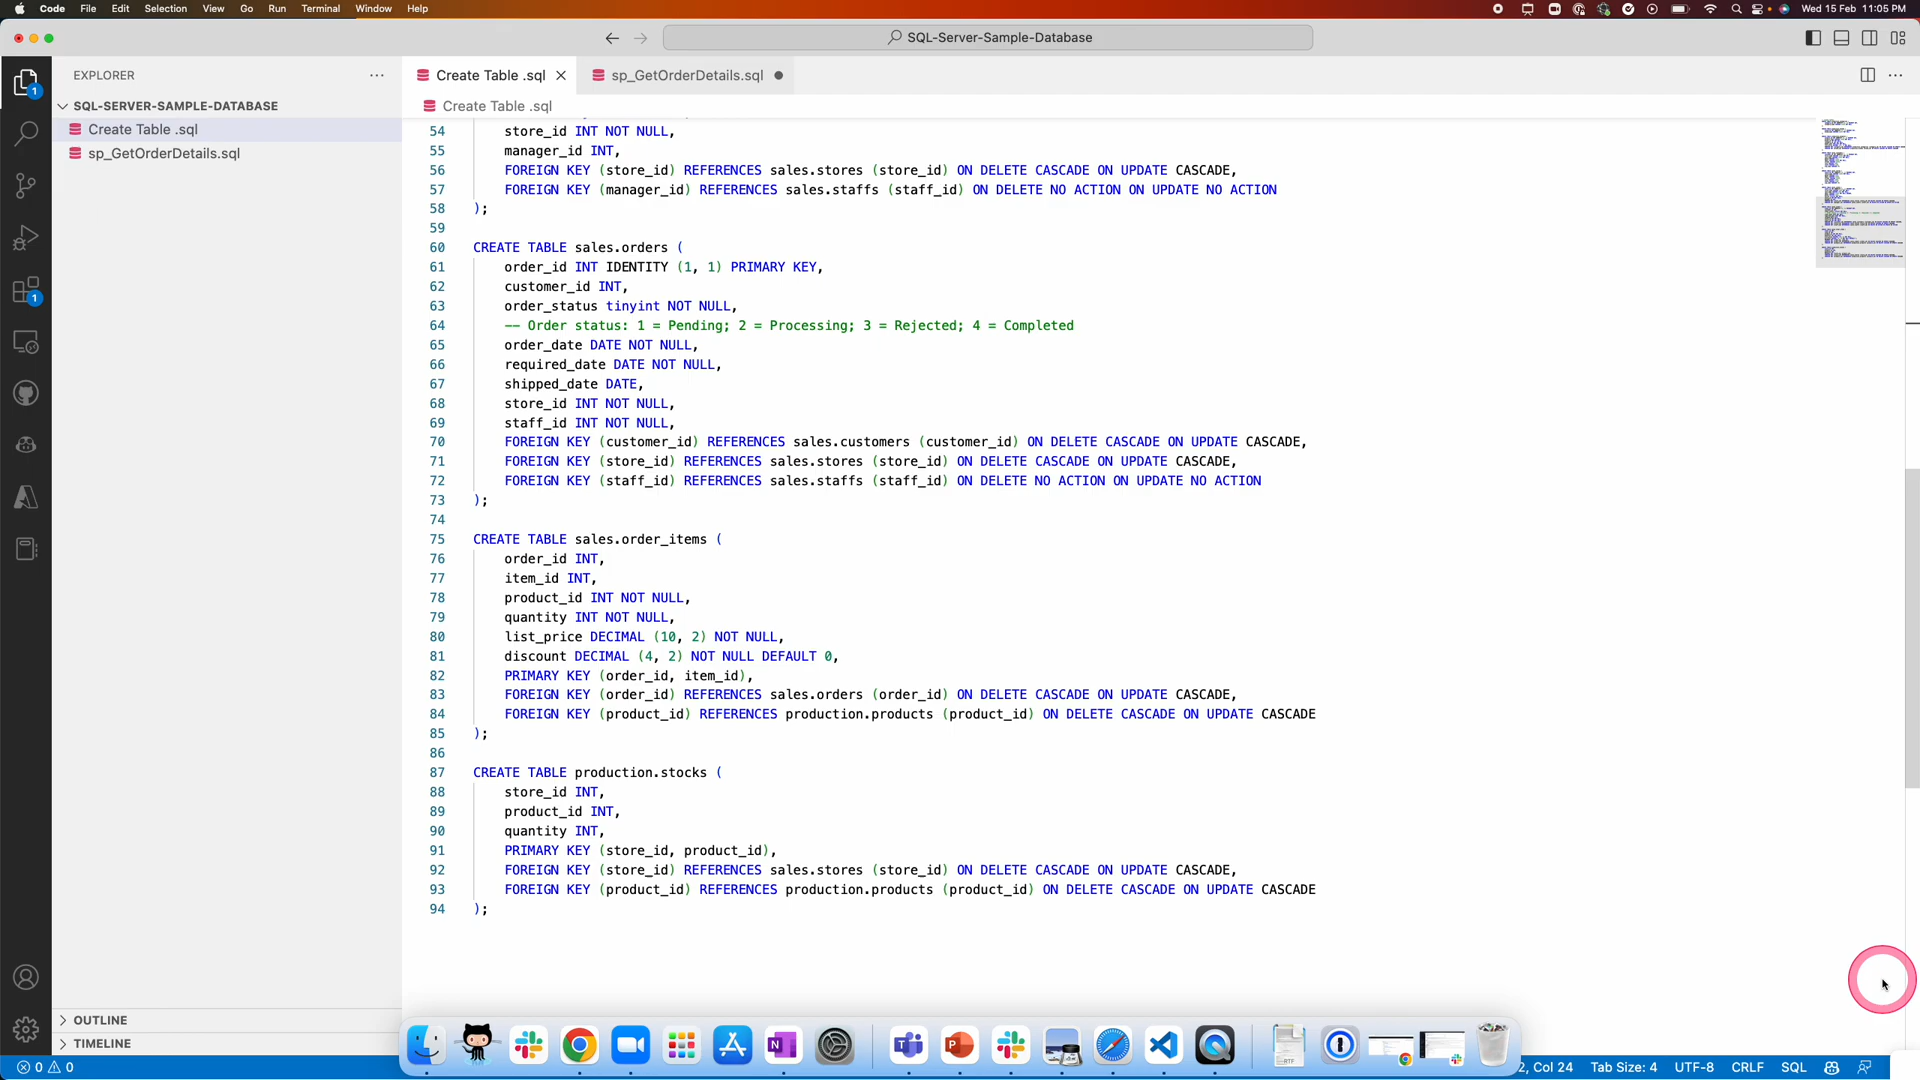 Code File Edit Selection View Go Run Terminal Window Help
Wed 15 Feb 11:05 PM
SQL-Server-Sample-Database
EXPLORER
SQL-SERVER-SAMPLE-DATABASE
Create Table .sql
sp_GetOrderDetails.sql
1
1
OUTLINE
TIMELINE
Create Table .sql
sp_GetOrderDetails.sql
Create Table .sql
54 store_id INT NOT NULL,
55 manager_id INT,
56 FOREIGN KEY (store_id) REFERENCES sales.stores (store_id) ON DELETE CASCADE ON UPDATE CASCADE,
57 FOREIGN KEY (manager_id) REFERENCES sales.staffs (staff_id) ON DELETE NO ACTION ON UPDATE NO ACTION
58 );
59
60 CREATE TABLE sales.orders (
61 order_id INT IDENTITY (1, 1) PRIMARY KEY,
62 customer_id INT,
63 order_status tinyint NOT NULL,
64 -- Order status: 1 = Pending; 2 = Processing; 3 = Rejected; 4 = Completed
65 order_date DATE NOT NULL,
66 required_date DATE NOT NULL,
67 shipped_date DATE,
68 store_id INT NOT NULL,
69 staff_id INT NOT NULL,
70 FOREIGN KEY (customer_id) REFERENCES sales.customers (customer_id) ON DELETE CASCADE ON UPDATE CASCADE,
71 FOREIGN KEY (store_id) REFERENCES sales.stores (store_id) ON DELETE CASCADE ON UPDATE CASCADE,
72 FOREIGN KEY (staff_id) REFERENCES sales.staffs (staff_id) ON DELETE NO ACTION ON UPDATE NO ACTION
73 );
74
75 CREATE TABLE sales.order_items (
76 order_id INT,
77 item_id INT,
78 product_id INT NOT NULL,
79 quantity INT NOT NULL,
80 list_price DECIMAL (10, 2) NOT NULL,
81 discount DECIMAL (4, 2) NOT NULL DEFAULT 0,
82 PRIMARY KEY (order_id, item_id),
83 FOREIGN KEY (order_id) REFERENCES sales.orders (order_id) ON DELETE CASCADE ON UPDATE CASCADE,
84 FOREIGN KEY (product_id) REFERENCES production.products (product_id) ON DELETE CASCADE ON UPDATE CASCADE
85 );
86
87 CREATE TABLE production.stocks (
88 store_id INT,
89 product_id INT,
90 quantity INT,
91 PRIMARY KEY (store_id, product_id),
92 FOREIGN KEY (store_id) REFERENCES sales.stores (store_id) ON DELETE CASCADE ON UPDATE CASCADE,
93 FOREIGN KEY (product_id) REFERENCES production.products (product_id) ON DELETE CASCADE ON UPDATE CASCADE
94 );
0 0
2, Col 24 Tab Size: 4 UTF-8 CRLF SQL